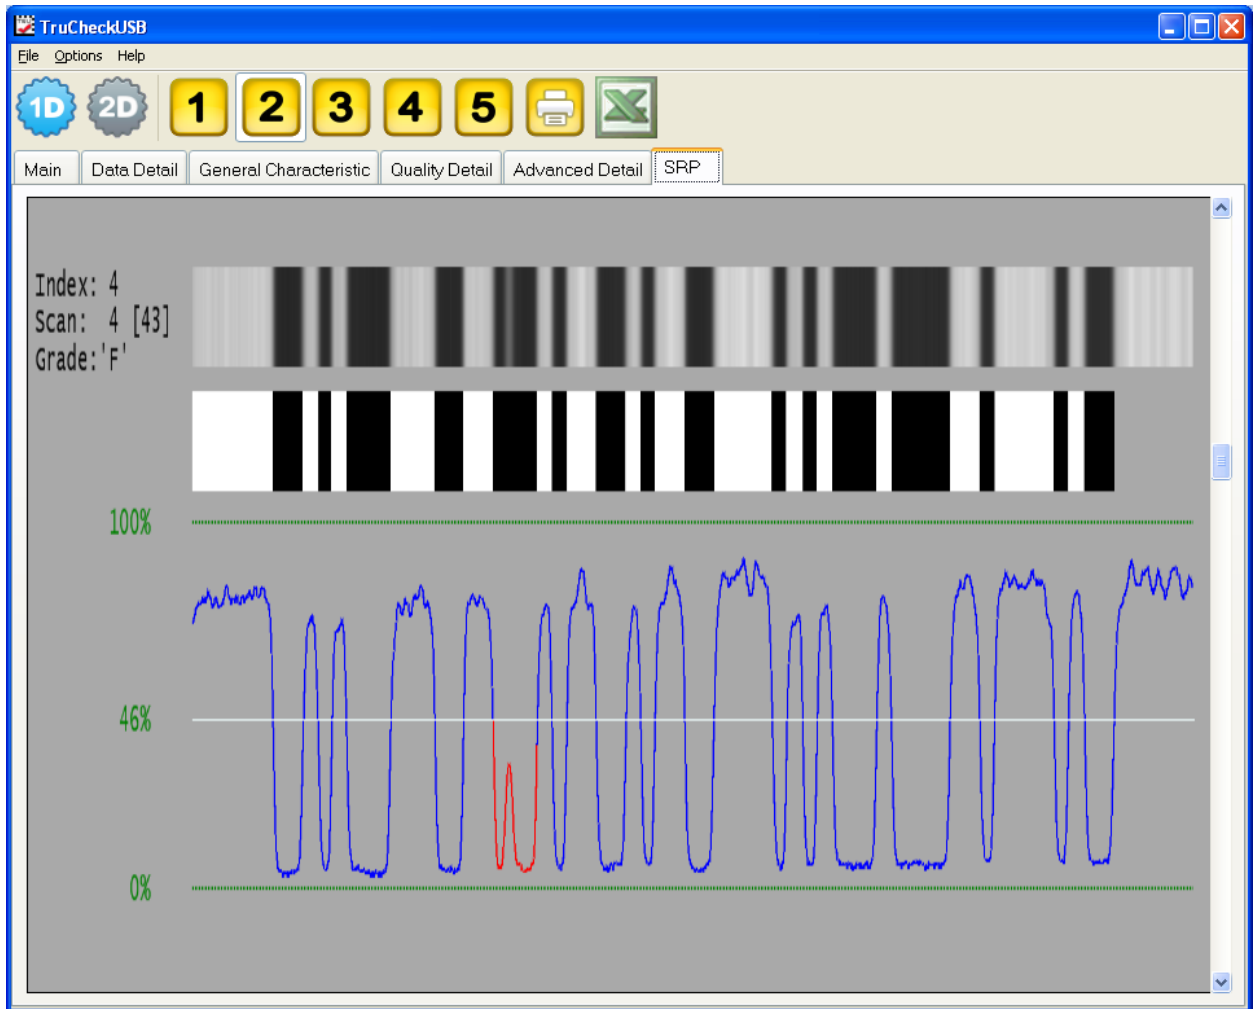 TruCheckUSB
File Options Help
1D 2D 1 2 3 4 5
Main Data Detail General Characteristic Quality Detail Advanced Detail SRP
Index: 4
Scan: 4 [43]
Grade:'F'
100%
46%
0%